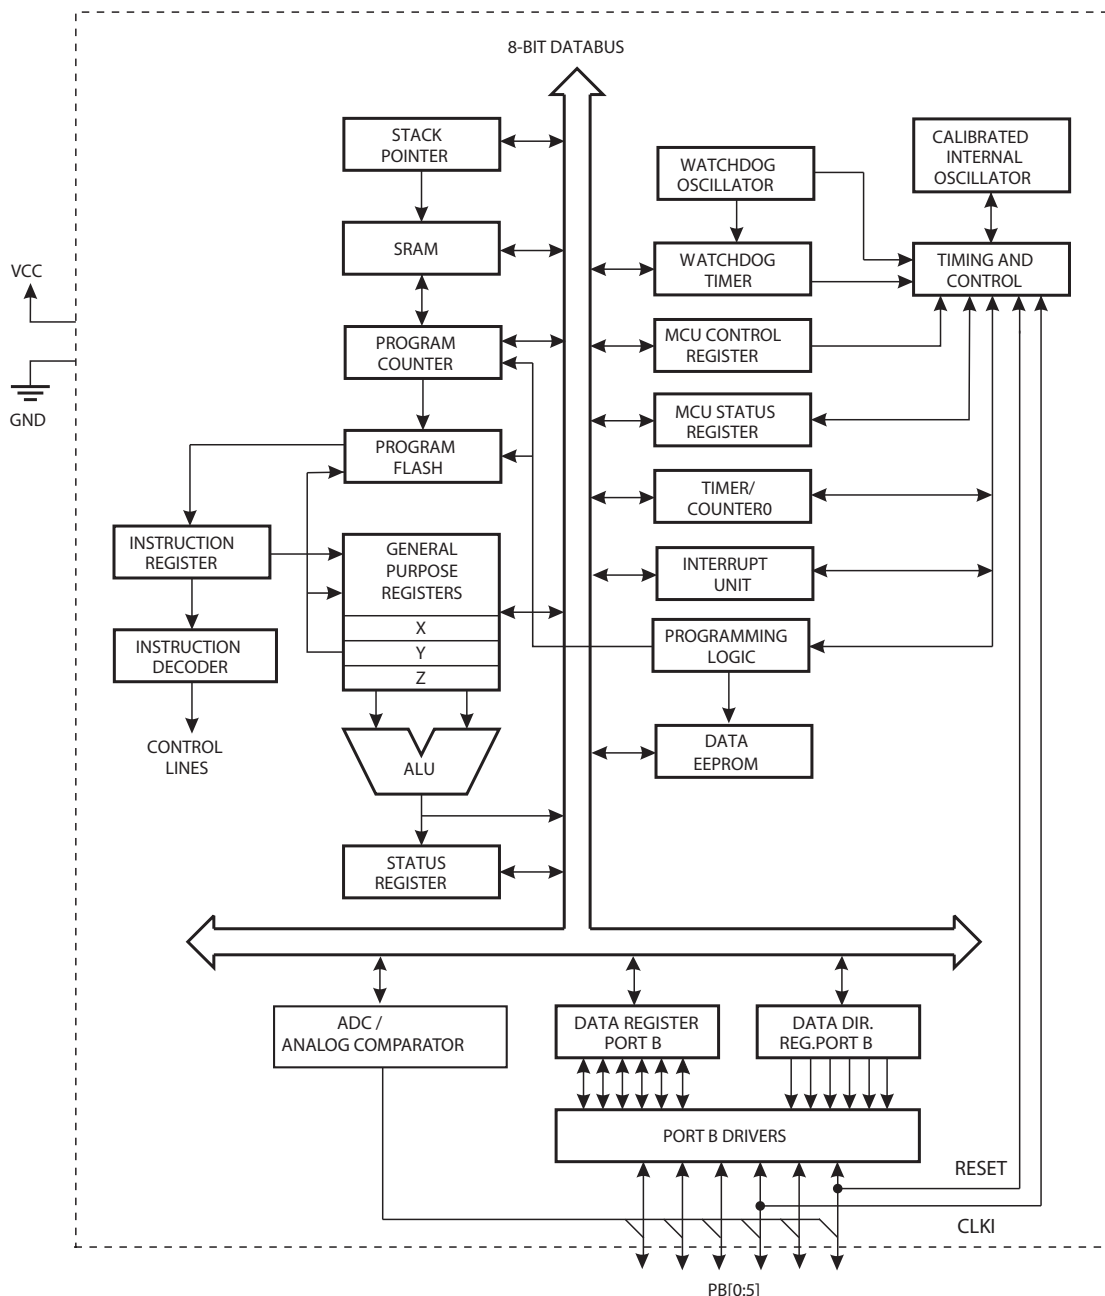 8-BIT DATABUS
STACK
POINTER
SRAM
PROGRAM
COUNTER
PROGRAM
FLASH
VCC
GND
INSTRUCTION
REGISTER
INSTRUCTION
DECODER
CONTROL
LINES
GENERAL
PURPOSE
REGISTERS
X
Y
Z
ALU
STATUS
REGISTER
WATCHDOG
OSCILLATOR
WATCHDOG
TIMER
MCU CONTROL
REGISTER
MCU STATUS
REGISTER
TIMER/
COUNTER0
INTERRUPT
UNIT
PROGRAMMING
LOGIC
DATA
EEPROM
CALIBRATED
INTERNAL
OSCILLATOR
TIMING AND
CONTROL
ADC /
ANALOG COMPARATOR
DATA REGISTER
PORT B
DATA DIR.
REG.PORT B
PORT B DRIVERS
RESET
CLKI
PB[0:5]